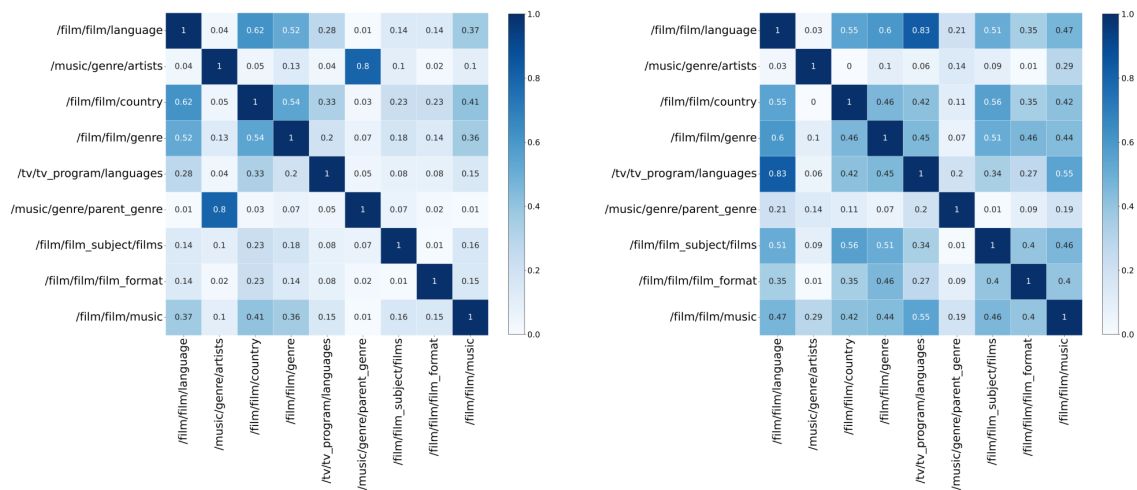 /film/film/language 1 0.04 0.62 0.52 0.28 0.01 0.14 0.14 0.37
/music/genre/artists 0.04 1 0.05 0.13 0.04 0.8 0.1 0.02 0.1
/film/film/country 0.62 0.05 1 0.54 0.33 0.03 0.23 0.23 0.41
/film/film/genre 0.52 0.13 0.54 1 0.2 0.07 0.18 0.14 0.36
/tv/tv_program/languages 0.28 0.04 0.33 0.2 1 0.05 0.08 0.08 0.15
/music/genre/parent_genre 0.01 0.8 0.03 0.07 0.05 1 0.07 0.02 0.01
/film/film_subject/films 0.14 0.1 0.23 0.18 0.08 0.07 1 0.01 0.16
/film/film/film_format 0.14 0.02 0.23 0.14 0.08 0.02 0.01 1 0.15
/film/film/music 0.37 0.1 0.41 0.36 0.15 0.01 0.16 0.15 1
/film/film/language
/music/genre/artists
/film/film/country
/film/film/genre
/tv/tv_program/languages
/music/genre/parent_genre
/film/film_subject/films
/film/film/film_format
/film/film/music
1.0
0.8
0.6
0.4
0.2
0.0
/film/film/language 1 0.03 0.55 0.6 0.83 0.21 0.51 0.35 0.47
/music/genre/artists 0.03 1 0 0.1 0.06 0.14 0.09 0.01 0.29
/film/film/country 0.55 0 1 0.46 0.42 0.11 0.56 0.35 0.42
/film/film/genre 0.6 0.1 0.46 1 0.45 0.07 0.51 0.46 0.44
/tv/tv_program/languages 0.83 0.06 0.42 0.45 1 0.2 0.34 0.27 0.55
/music/genre/parent_genre 0.21 0.14 0.11 0.07 0.2 1 0.01 0.09 0.19
/film/film_subject/films 0.51 0.09 0.56 0.51 0.34 0.01 1 0.4 0.46
/film/film/film_format 0.35 0.01 0.35 0.46 0.27 0.09 0.4 1 0.4
/film/film/music 0.47 0.29 0.42 0.44 0.55 0.19 0.46 0.4 1
/film/film/language
/music/genre/artists
/film/film/country
/film/film/genre
/tv/tv_program/languages
/music/genre/parent_genre
/film/film_subject/films
/film/film/film_format
/film/film/music
1.0
0.8
0.6
0.4
0.2
0.0